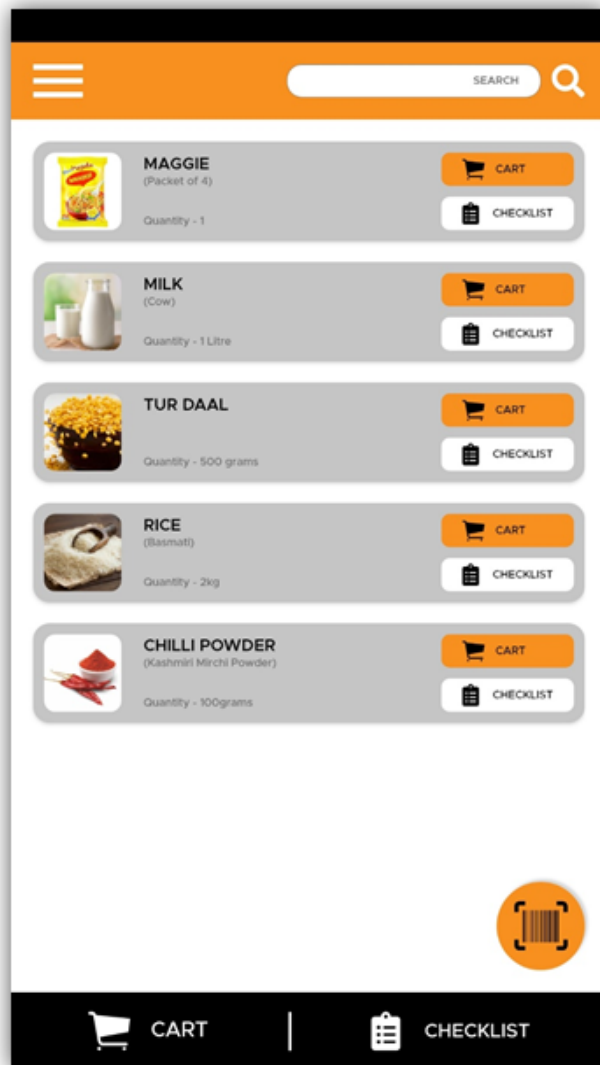 SEARCH
MAGGIE
(Packet of 4)
Quantity - 1
CART
CHECKLIST
MILK
(Cow)
Quantity - 1 Litre
CART
CHECKLIST
TUR DAAL
Quantity - 500 grams
CART
CHECKLIST
RICE
(Basmati)
Quantity - 2kg
CART
CHECKLIST
CHILLI POWDER
(Kashmiri Mirchi Powder)
Quantity - 100grams
CART
CHECKLIST
CART
CHECKLIST